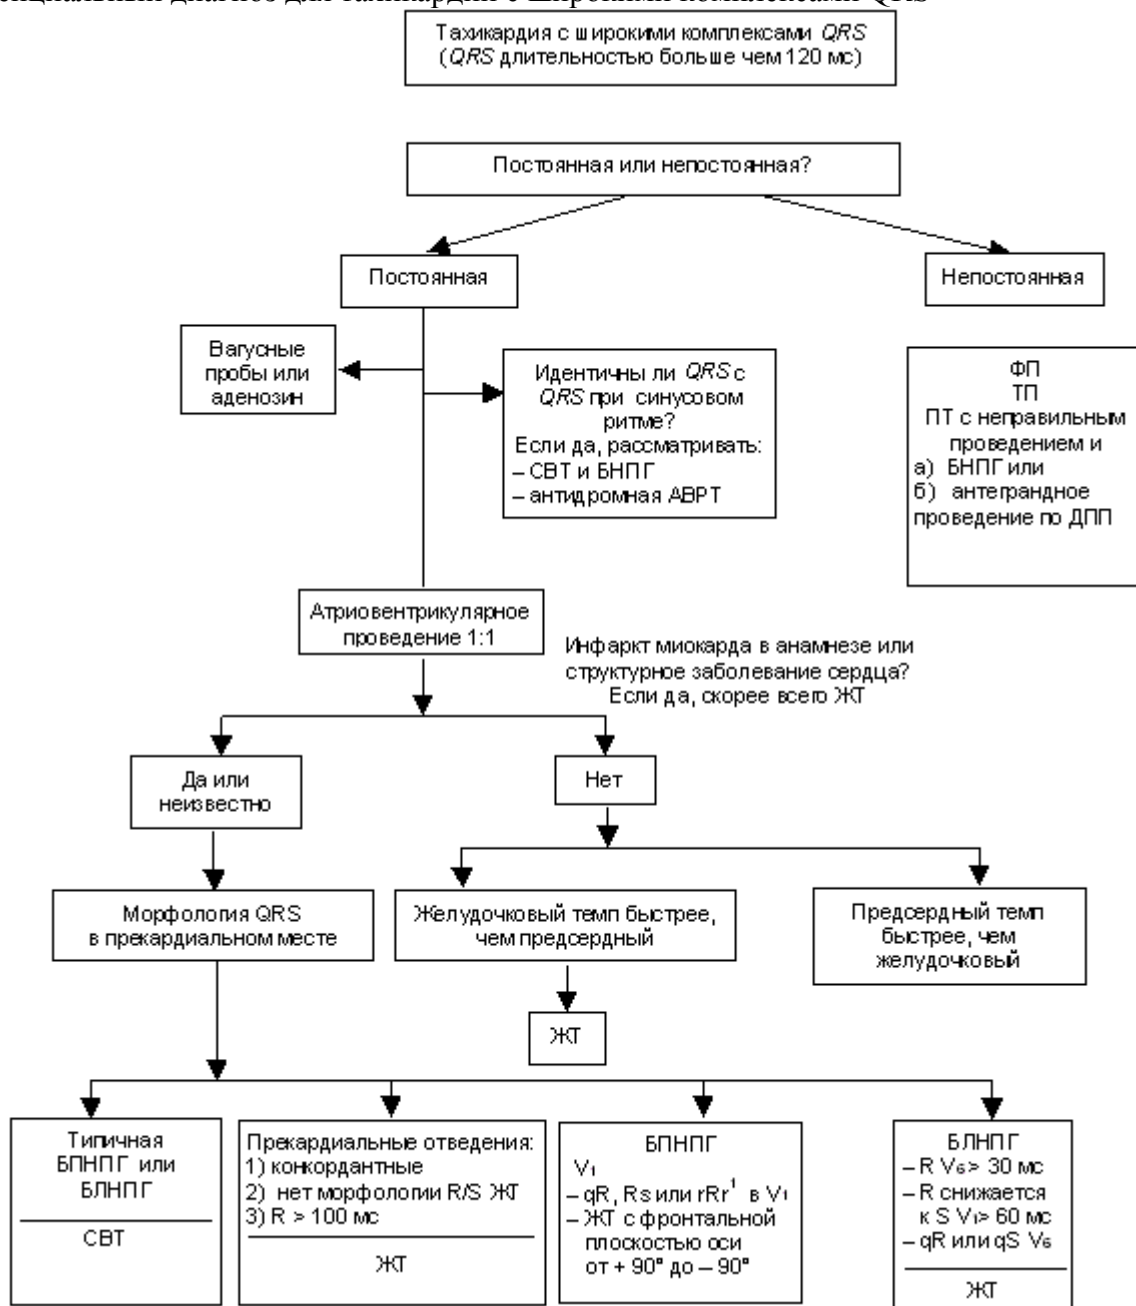 Тахикардия с широкими комплексами QRS
(QRS длительностью больше чем 120 мс)
Постоянная или непостоянная?
Постоянная
Непостоянная
Вагусные
пробы или
аденозин
Идентичны ли QRS с
QRS при синусовом
ритме?
Если да, рассматривать:
– СВТ и БНПГ
– антидромная АВРТ
ФП
ТП
ПТ с неправильным
проведением и
а) БНПГ или
б) антеграндное
проведение по ДПП
Атриовентрикулярное
проведение 1:1
Инфаркт миокарда в анамнезе или
структурное заболевание сердца?
Если да, скорее всего ЖТ
Да или
неизвестно
Нет
Морфология QRS
в прекардиальном месте
Желудочковый темп быстрее,
чем предсердный
Предсердный темп
быстрее, чем
желудочковый
ЖТ
Типичная
БПНПГ или
БЛНПГ
СВТ
Прекардиальные отведения:
1) конкордантные
2) нет морфологии R/S ЖТ
3) R > 100 мс
ЖТ
БПНПГ
V1
– qR, Rs или rRr¹ в V1
– ЖТ с фронтальной
плоскостью оси
от + 90° до – 90°
БЛНПГ
– R V6 > 30 мс
– R снижается
к S V1 > 60 мс
– qR или qS V6
ЖТ